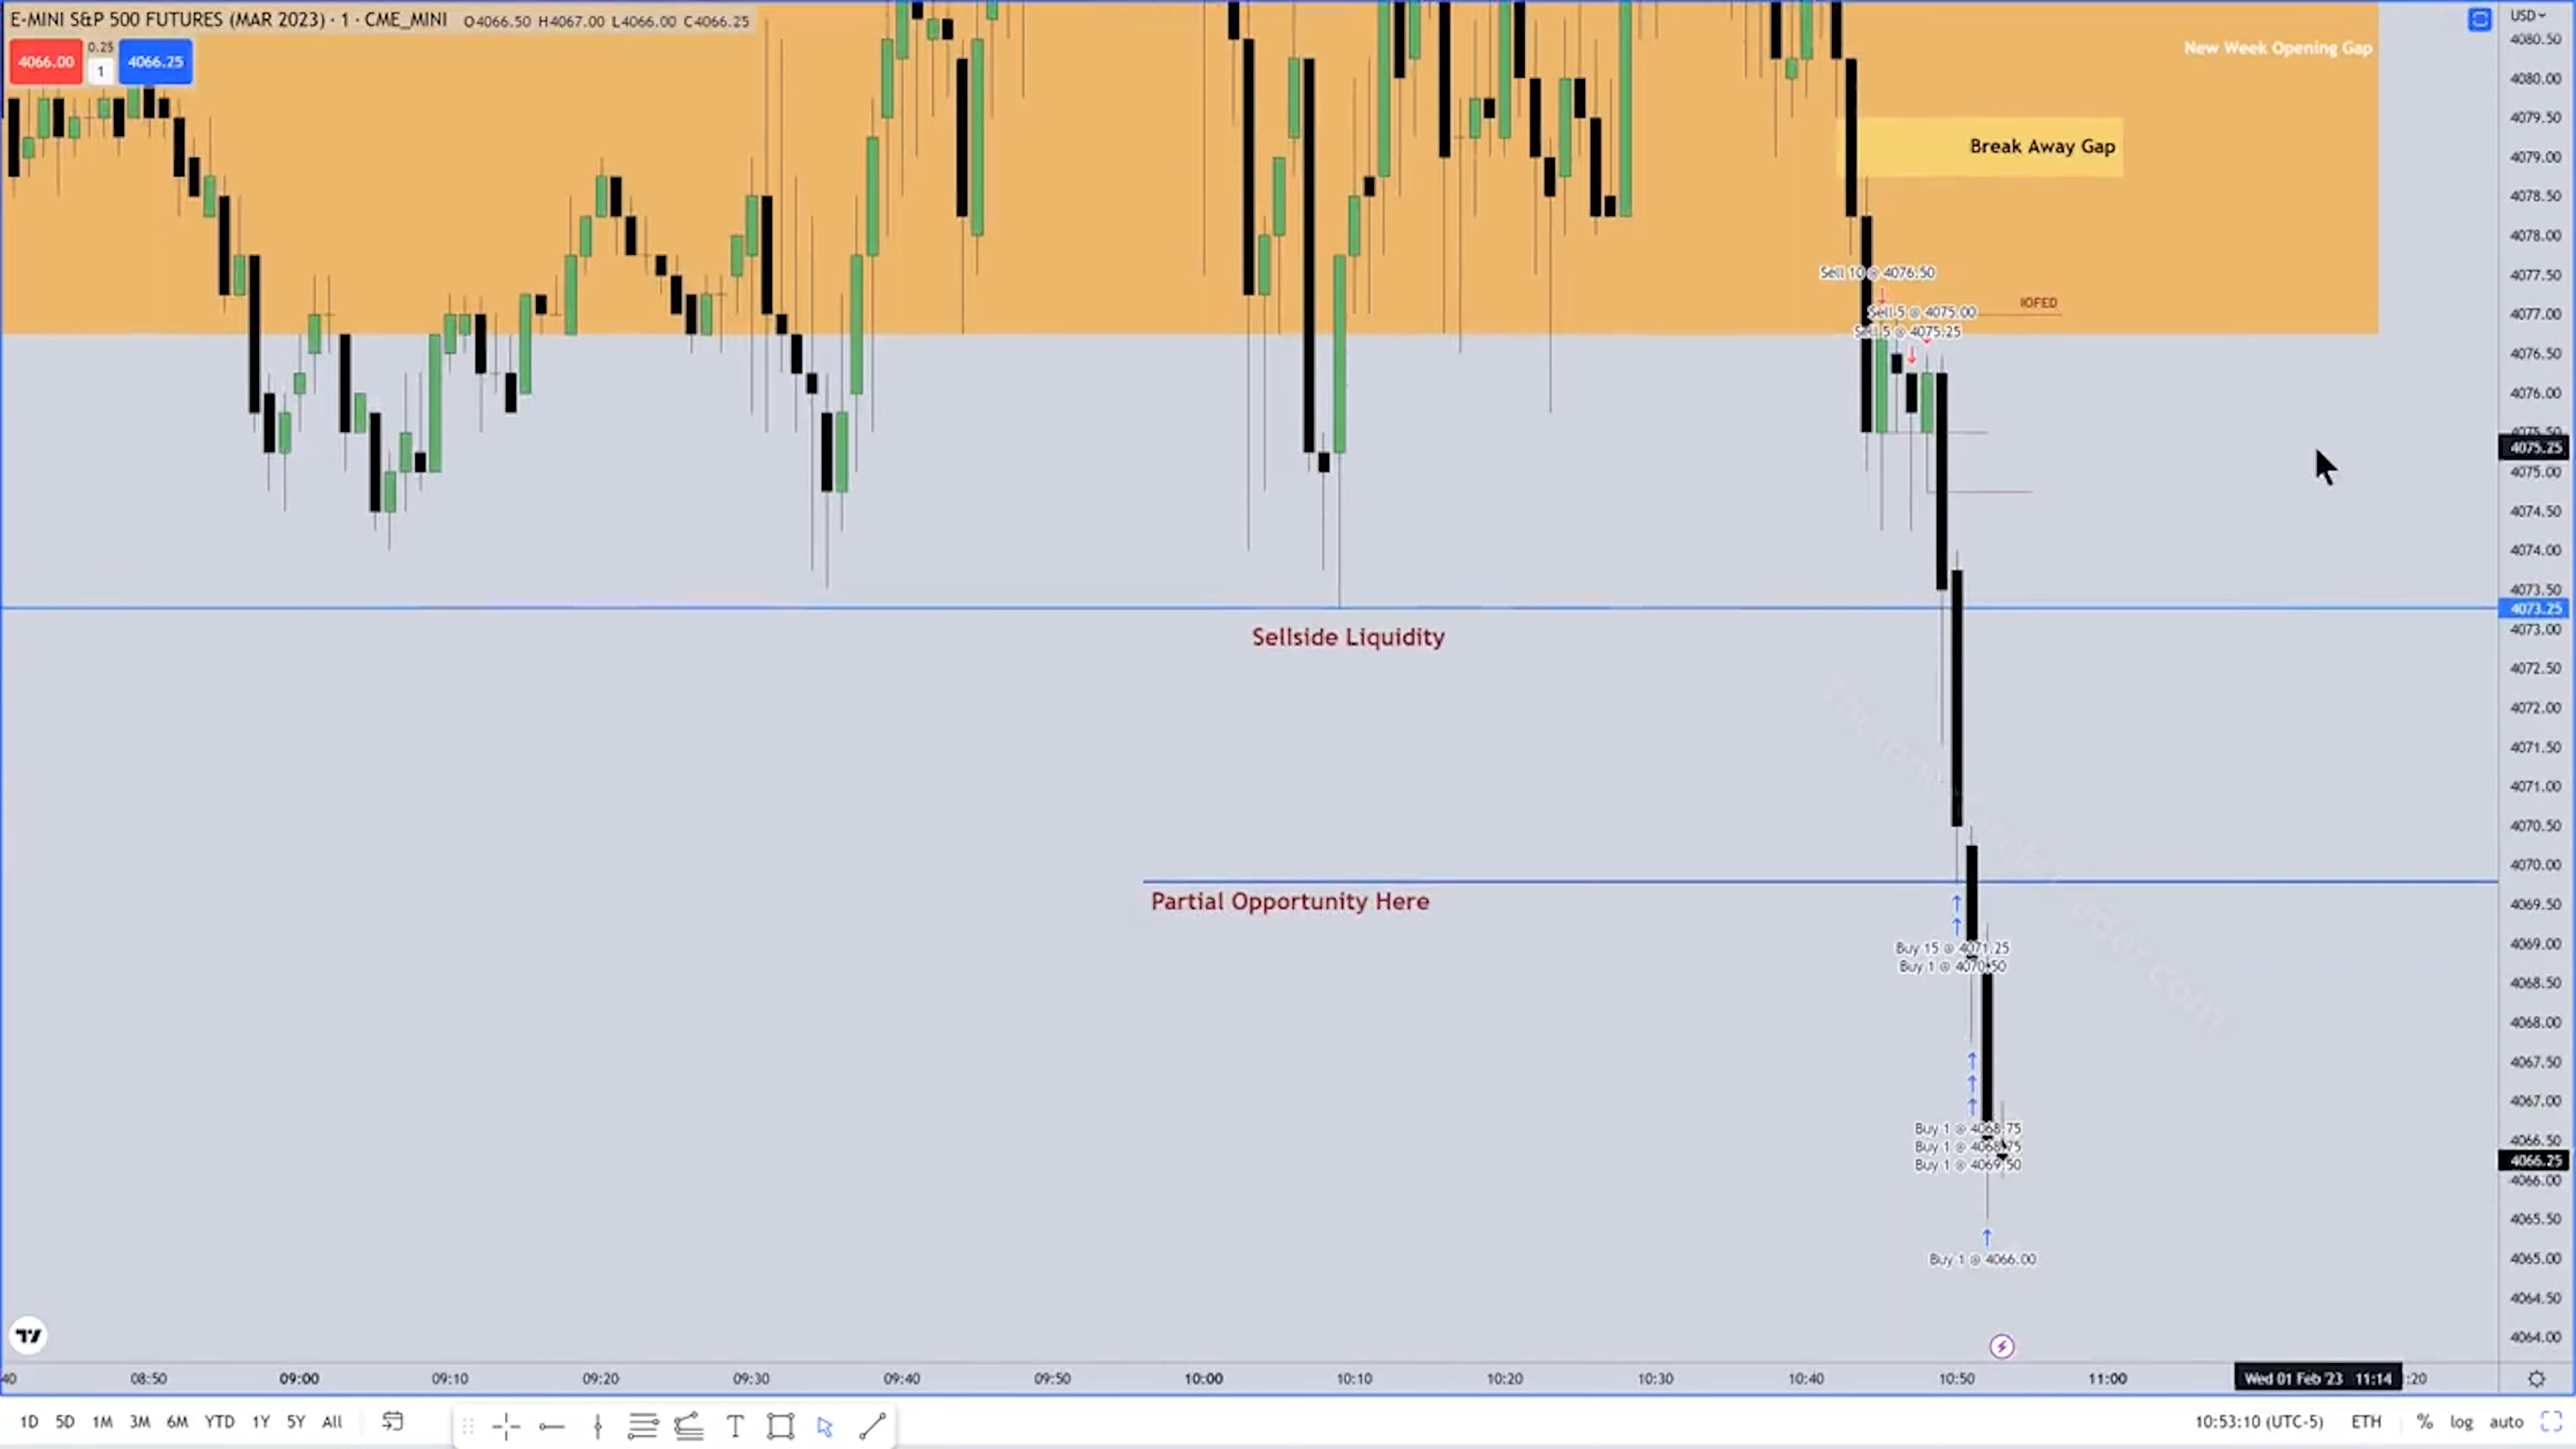 E-MINI S&P 500 FUTURES (MAR 2023) · 1 · CME_MINI O4066.50 H4067.00 L4066.00 C4066.25
4066.00 0.25 1 4066.25
USD
New Week Opening Gap
Break Away Gap
Sell 10 @ 4076.50
IOFED
Sell 5 @ 4075.00
Sell 5 @ 4075.25
Sellside Liquidity
Partial Opportunity Here
Buy 15 @ 4071.25
Buy 1 @ 4070.50
Buy 1 @ 4068.75
Buy 1 @ 4068.75
Buy 1 @ 4069.50
Buy 1 @ 4066.00
4080.50
4080.00
4079.50
4079.00
4078.50
4078.00
4077.50
4077.00
4076.50
4076.00
4075.50
4075.25
4075.00
4074.50
4074.00
4073.50
4073.25
4073.00
4072.50
4072.00
4071.50
4071.00
4070.50
4070.00
4069.50
4069.00
4068.50
4068.00
4067.50
4067.00
4066.50
4066.25
4066.00
4065.50
4065.00
4064.50
4064.00
:40 08:50 09:00 09:10 09:20 09:30 09:40 09:50 10:00 10:10 10:20 10:30 10:40 10:50 11:00 Wed 01 Feb '23 11:14 :20
1D 5D 1M 3M 6M YTD 1Y 5Y All 10:53:10 (UTC-5) ETH % log auto